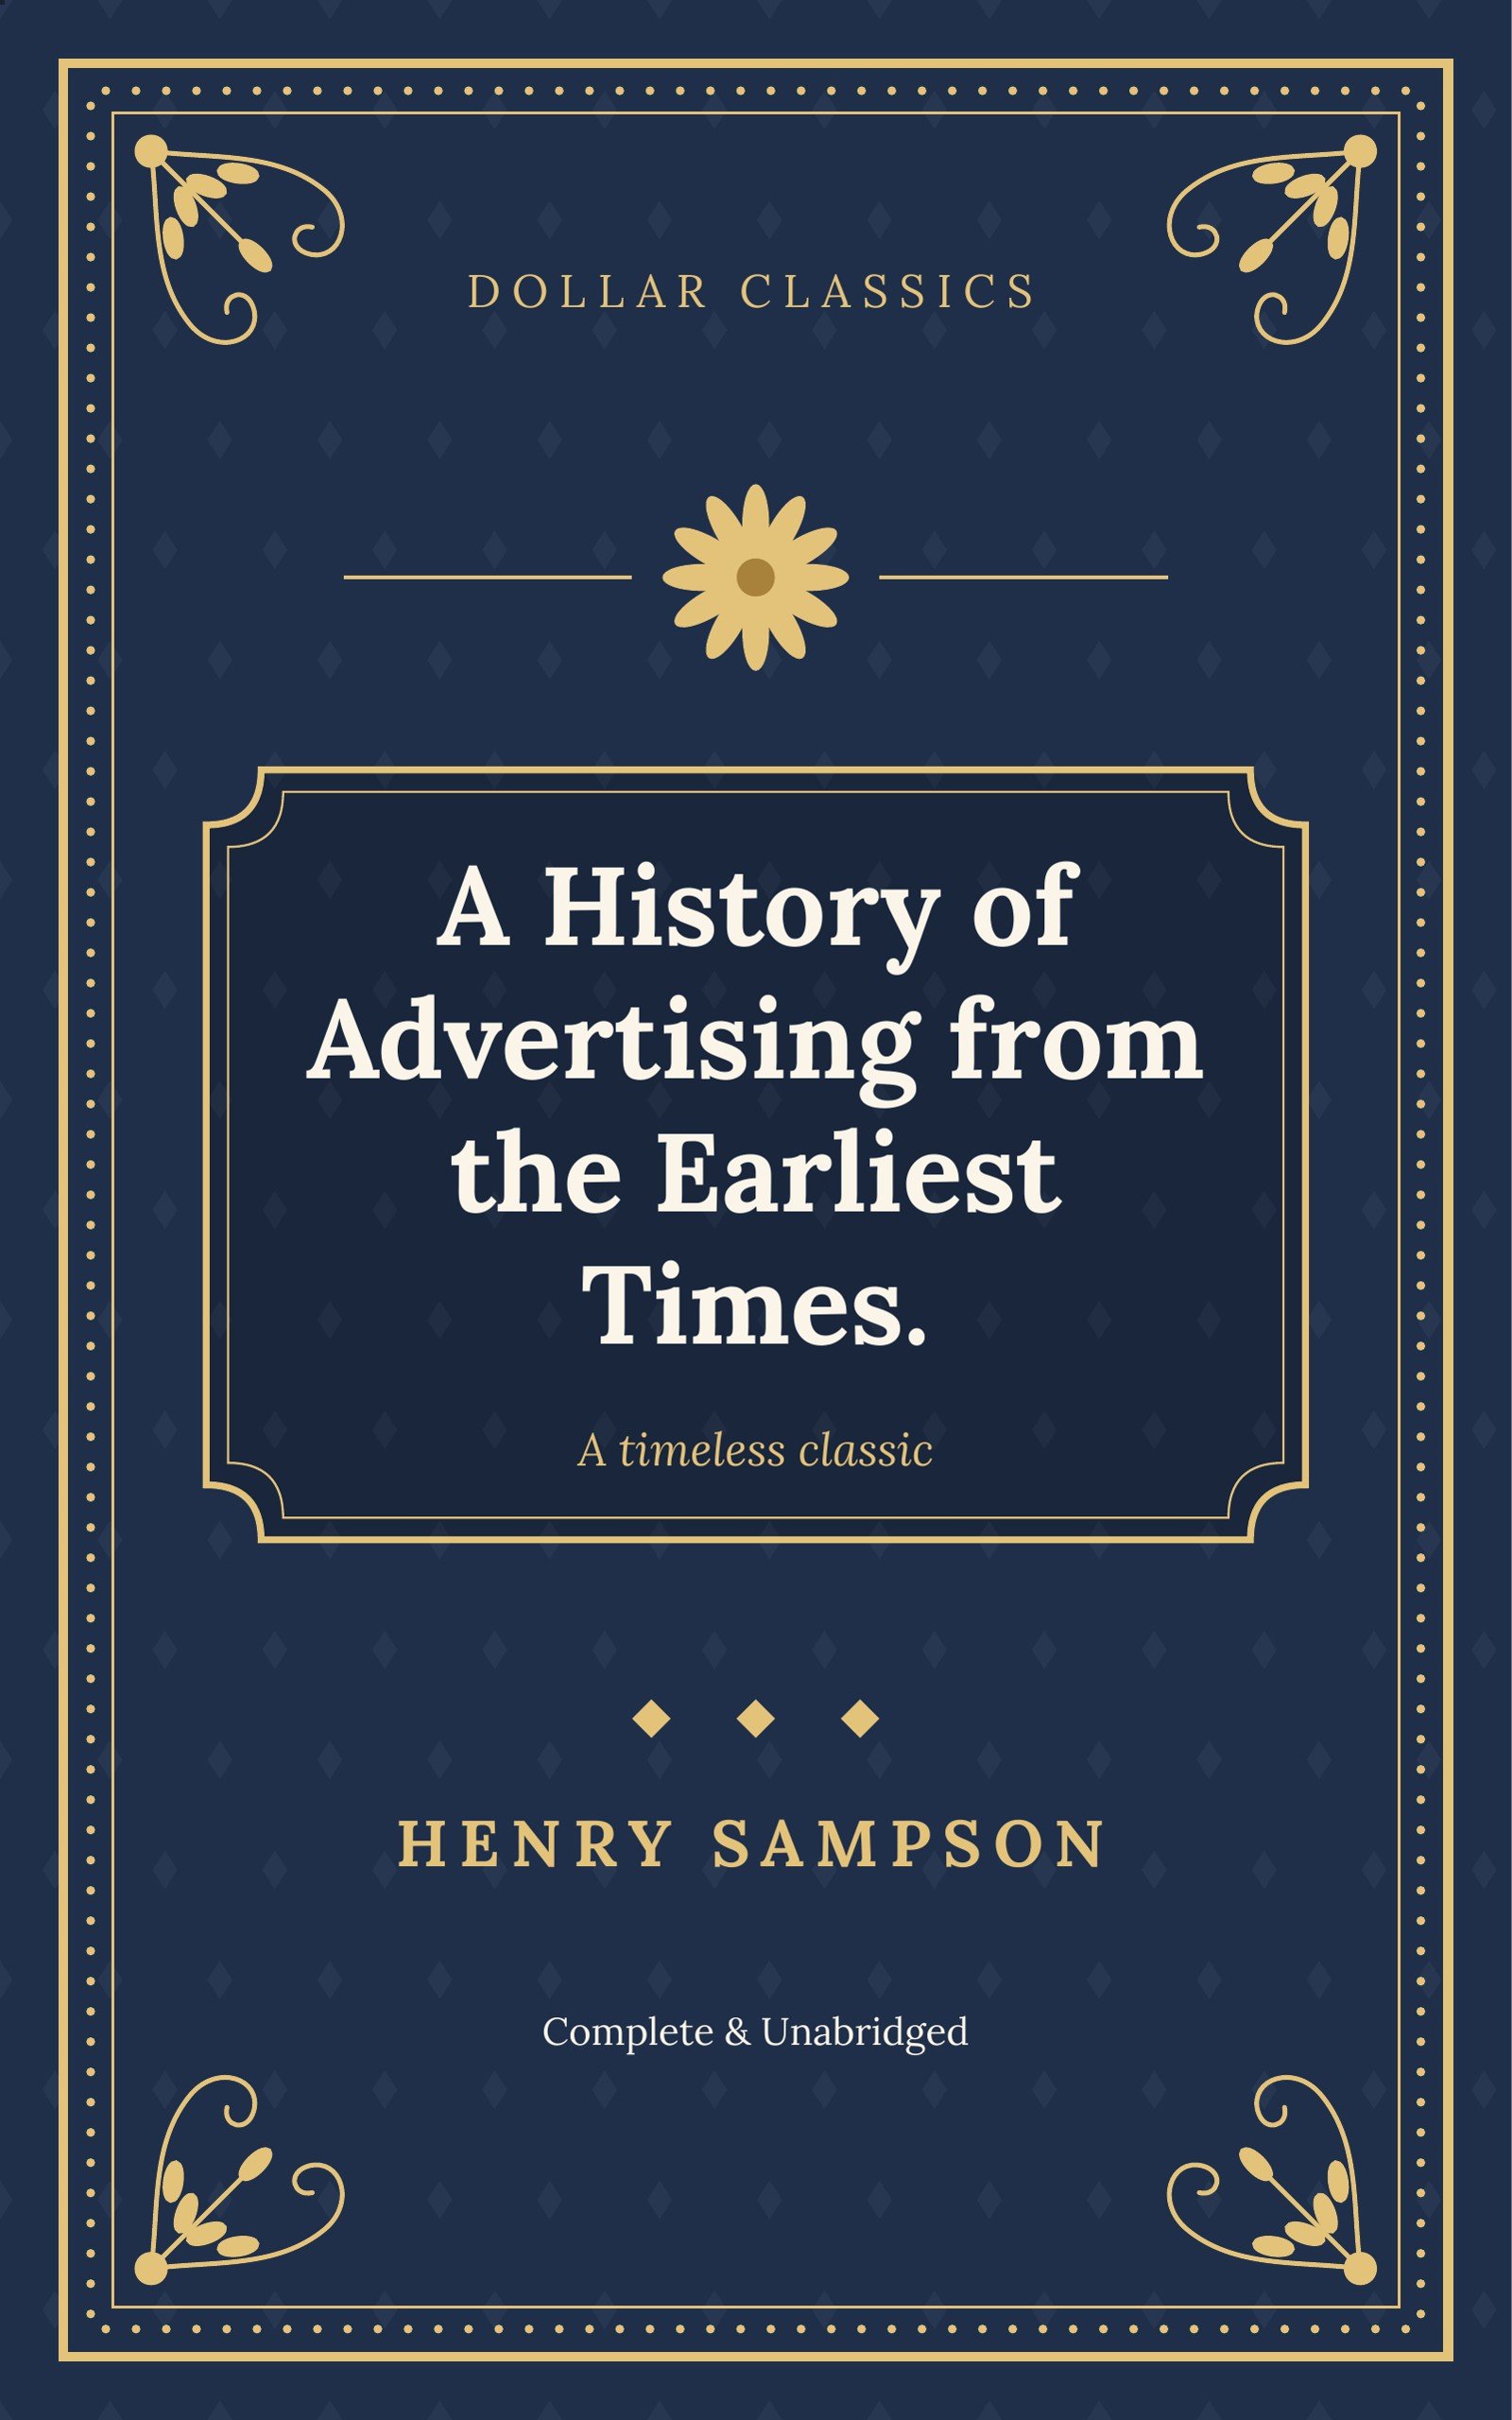 DOLLAR CLASSICS
A History of
Advertising from
the Earliest
Times.
A timeless classic
HENRY SAMPSON
Complete & Unabridged